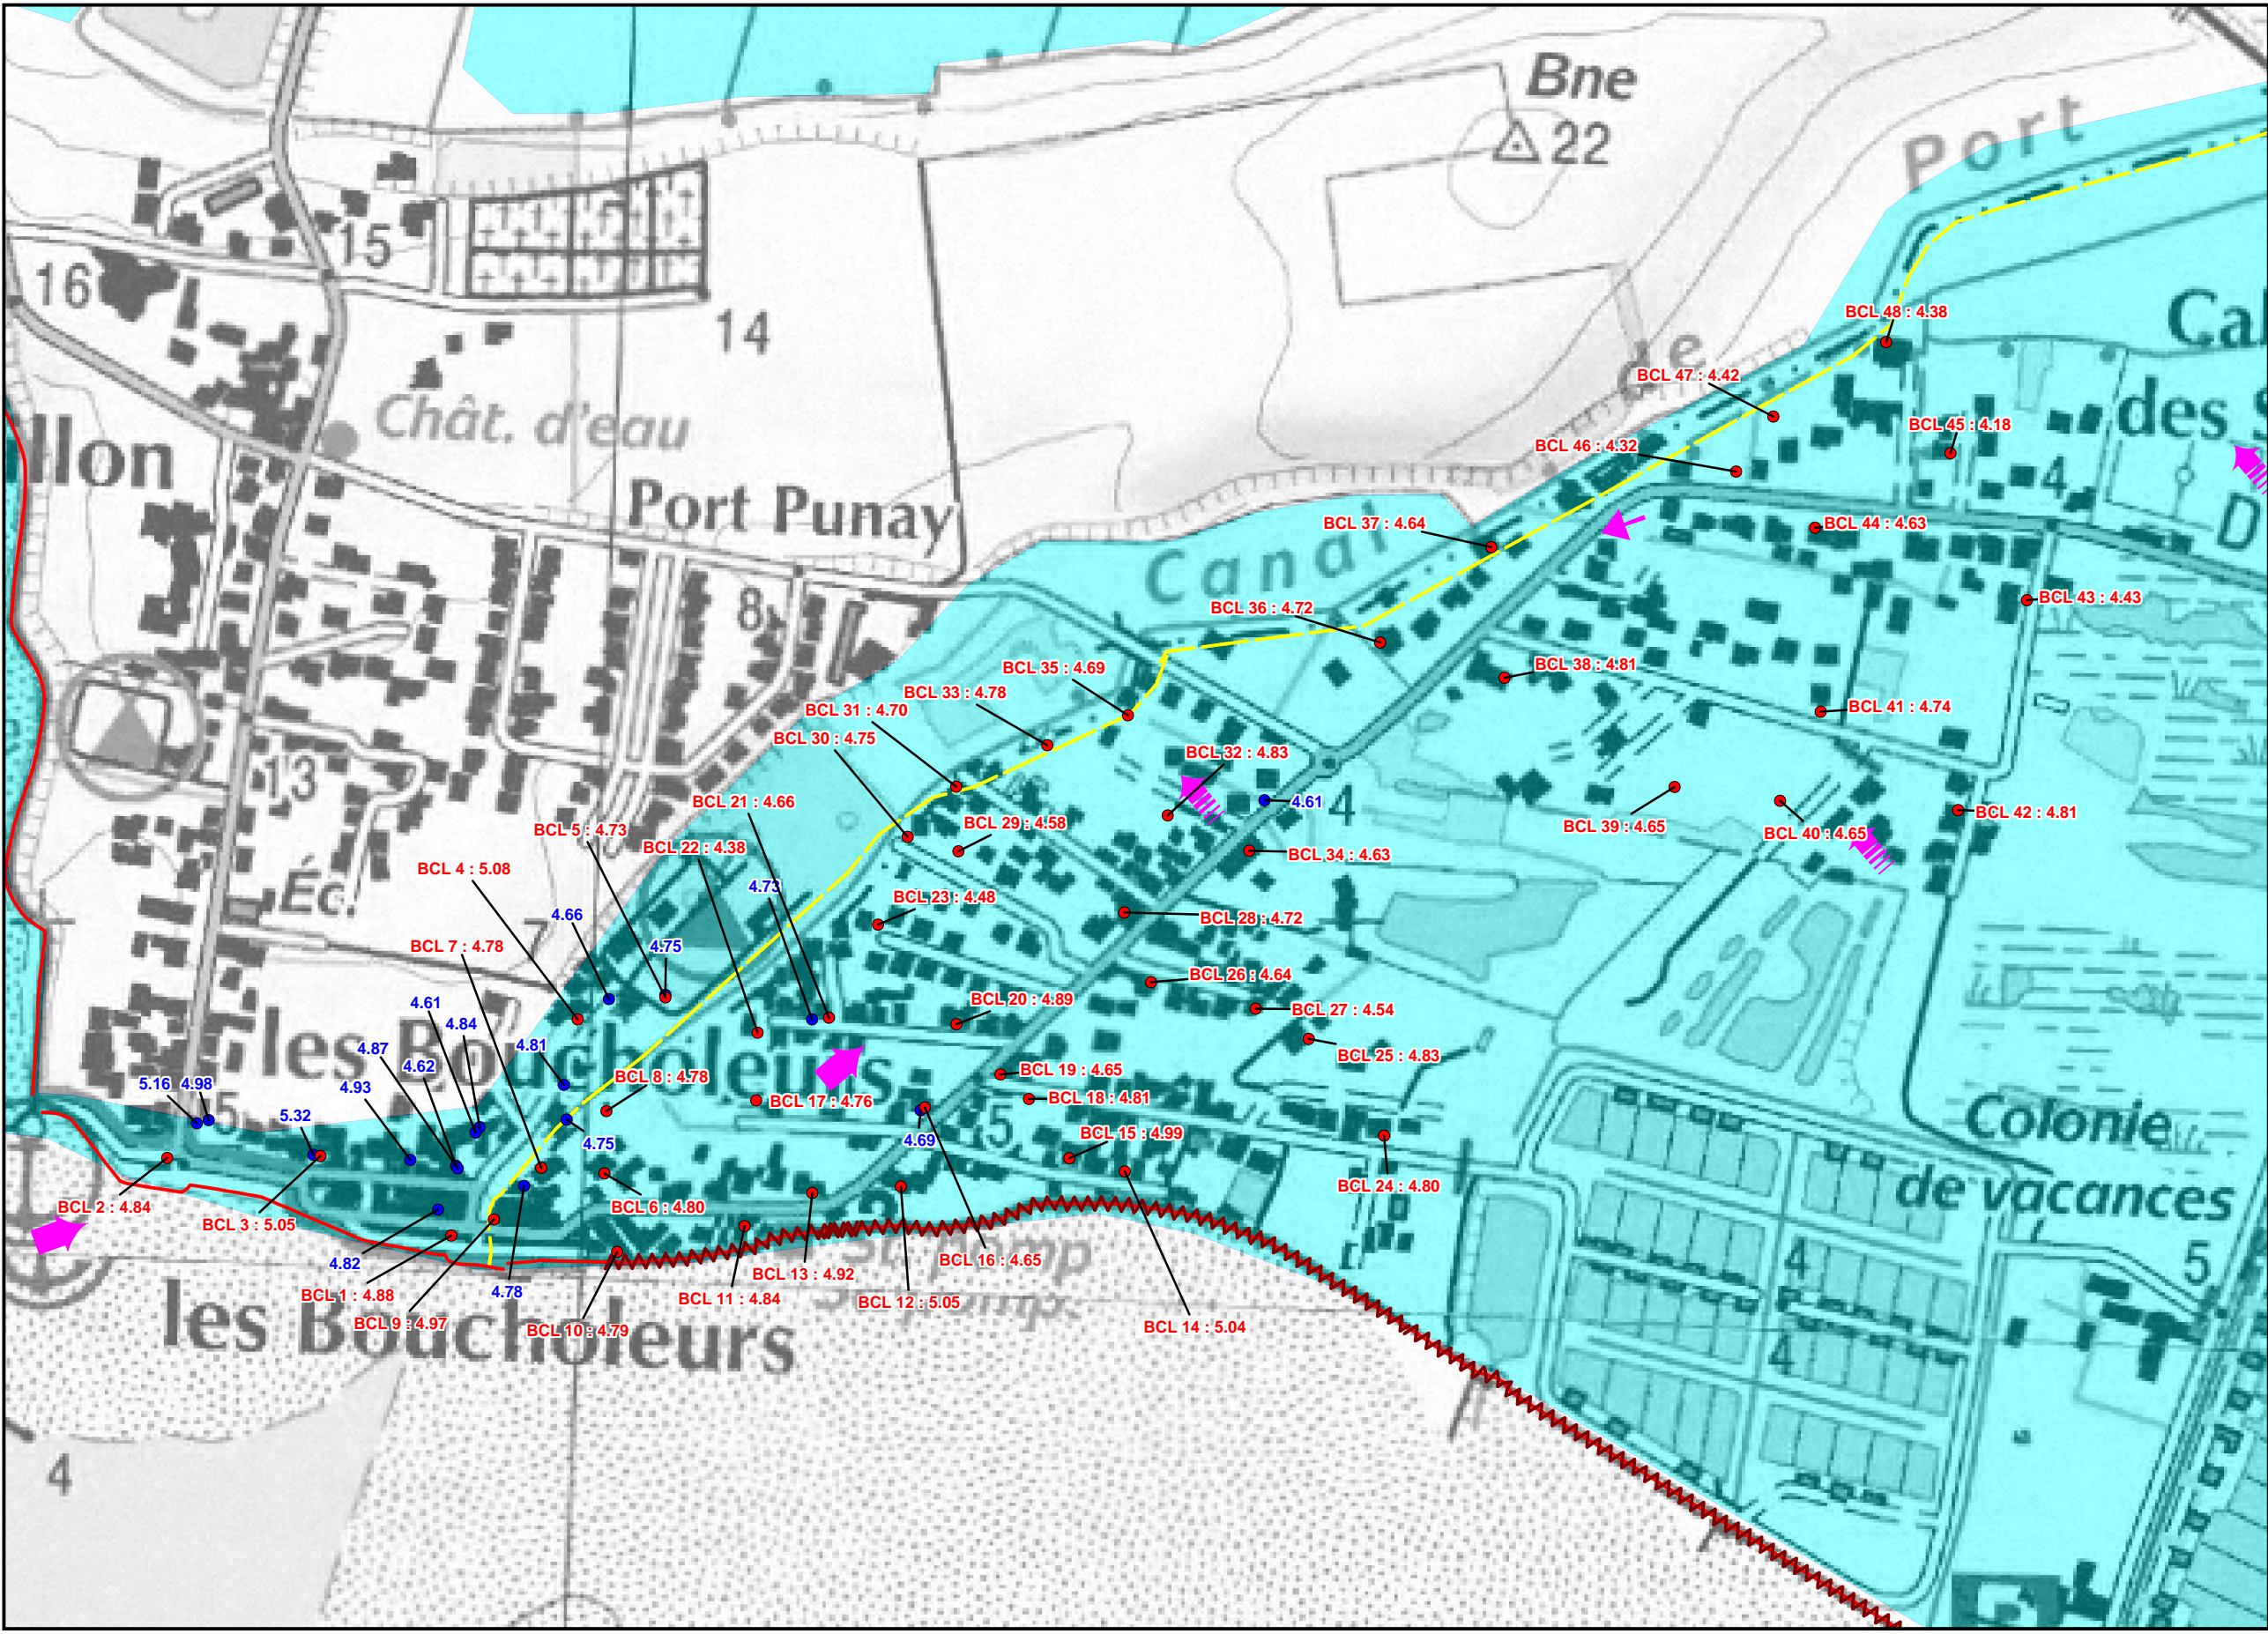 Bne
22
Port
15
16
14
BCL 48 : 4.38
Ca
de
BCL 47 : 4.42
des S
Chât. d'eau
BCL 45 : 4.18
llon
BCL 46 : 4.32
4
Port Punay
BCL 37 : 4.64
BCL 44 : 4.63
D
Canal
8
BCL 36 : 4.72
BCL 43 : 4.43
BCL 35 : 4.69
BCL 38 : 4.81
BCL 33 : 4.78
BCL 31 : 4.70
BCL 41 : 4.74
BCL 30 : 4.75
BCL 32 : 4.83
13
BCL 21 : 4.66
4.61
4
BCL 5 : 4.73
BCL 29 : 4.58
BCL 39 : 4.65
BCL 40 : 4.65
BCL 42 : 4.81
BCL 22 : 4.38
BCL 34 : 4.63
BCL 4 : 5.08
Éc.
4.73
BCL 23 : 4.48
4.66
BCL 28 : 4.72
7
BCL 7 : 4.78
4.75
BCL 26 : 4.64
4.61
BCL 20 : 4.89
BCL 27 : 4.54
4.84
les Boucholeurs
4.87
4.81
BCL 25 : 4.83
4.62
BCL 19 : 4.65
BCL 8 : 4.78
5.16
4.98
4.93
BCL 17 : 4.76
BCL 18 : 4.81
5
5.32
4.75
4.69
5
BCL 15 : 4.99
Colonie
de vacances
BCL 24 : 4.80
BCL 2 : 4.84
BCL 3 : 5.05
BCL 6 : 4.80
4.82
BCL 16 : 4.65
4
5
BCL 13 : 4.92
4.78
BCL 1 : 4.88
BCL 11 : 4.84
BCL 12 : 5.05
BCL 9 : 4.97
BCL 10 : 4.79
BCL 14 : 5.04
les Boucholeurs
4
4